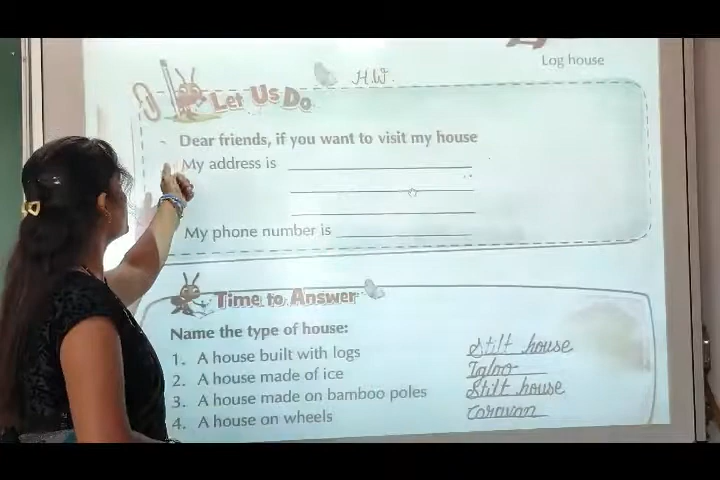 Log house
H.W.
Let Us Do
Dear friends, if you want to visit my house
My address is
My phone number is
Time to Answer
Name the type of house:
1. A house built with logs Stilt house
2. A house made of ice Igloo
3. A house made on bamboo poles Stilt house
4. A house on wheels Caravan